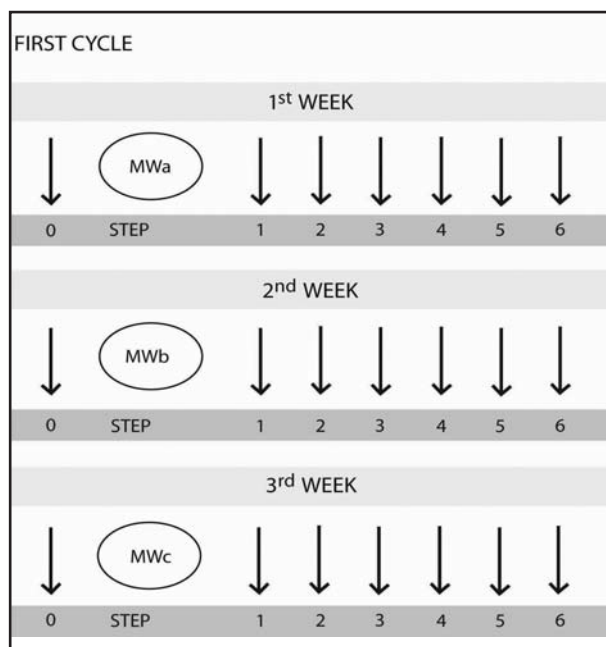 FIRST CYCLE
1st WEEK
MWa
0 STEP 1 2 3 4 5 6
2nd WEEK
MWb
0 STEP 1 2 3 4 5 6
3rd WEEK
MWc
0 STEP 1 2 3 4 5 6